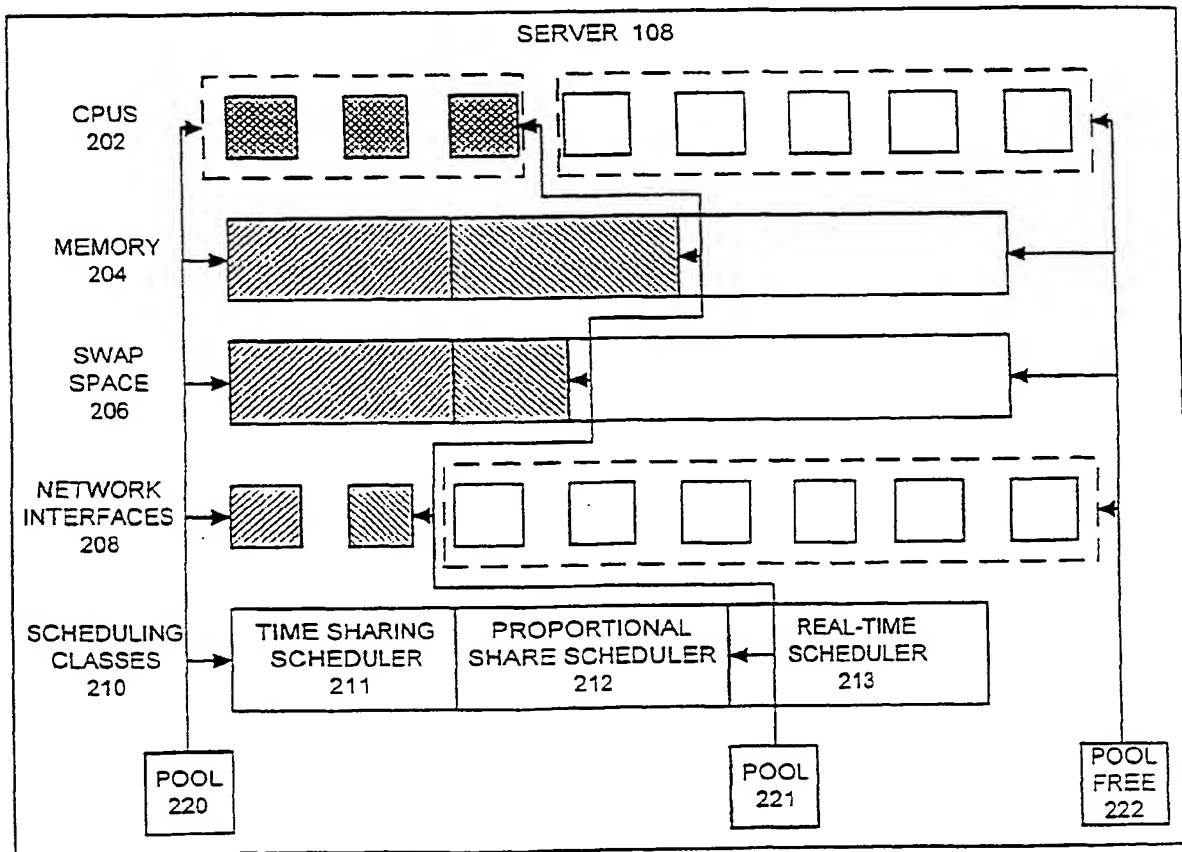 SERVER 108
CPUS
202
MEMORY
204
SWAP
SPACE
206
NETWORK
INTERFACES
208
SCHEDULING
CLASSES
210
TIME SHARING
SCHEDULER
211
PROPORTIONAL
SHARE SCHEDULER
212
REAL-TIME
SCHEDULER
213
POOL
220
POOL
221
POOL
FREE
222